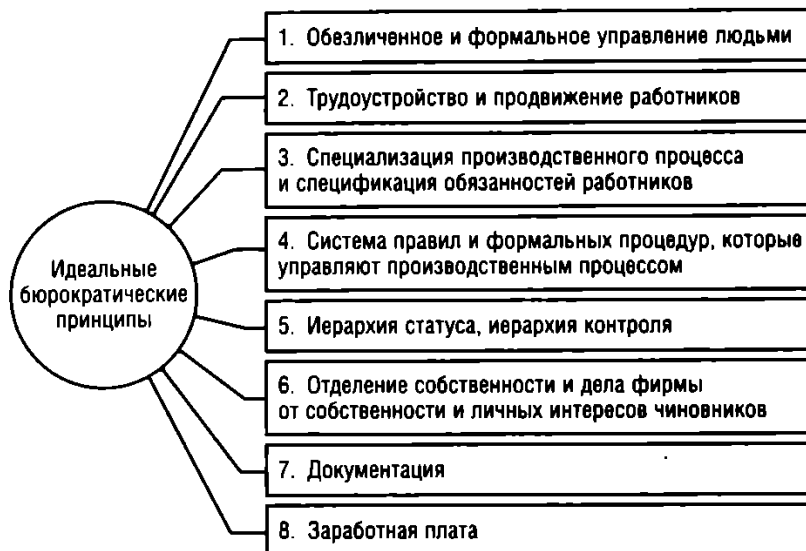 1. Обезличенное и формальное управление людьми
2. Трудоустройство и продвижение работников
3. Специализация производственного процесса
и спецификация обязанностей работников
4. Система правил и формальных процедур, которые
управляют производственным процессом
Идеальные
бюрократические
принципы
5. Иерархия статуса, иерархия контроля
6. Отделение собственности и дела фирмы
от собственности и личных интересов чиновников
7. Документация
8. Заработная плата